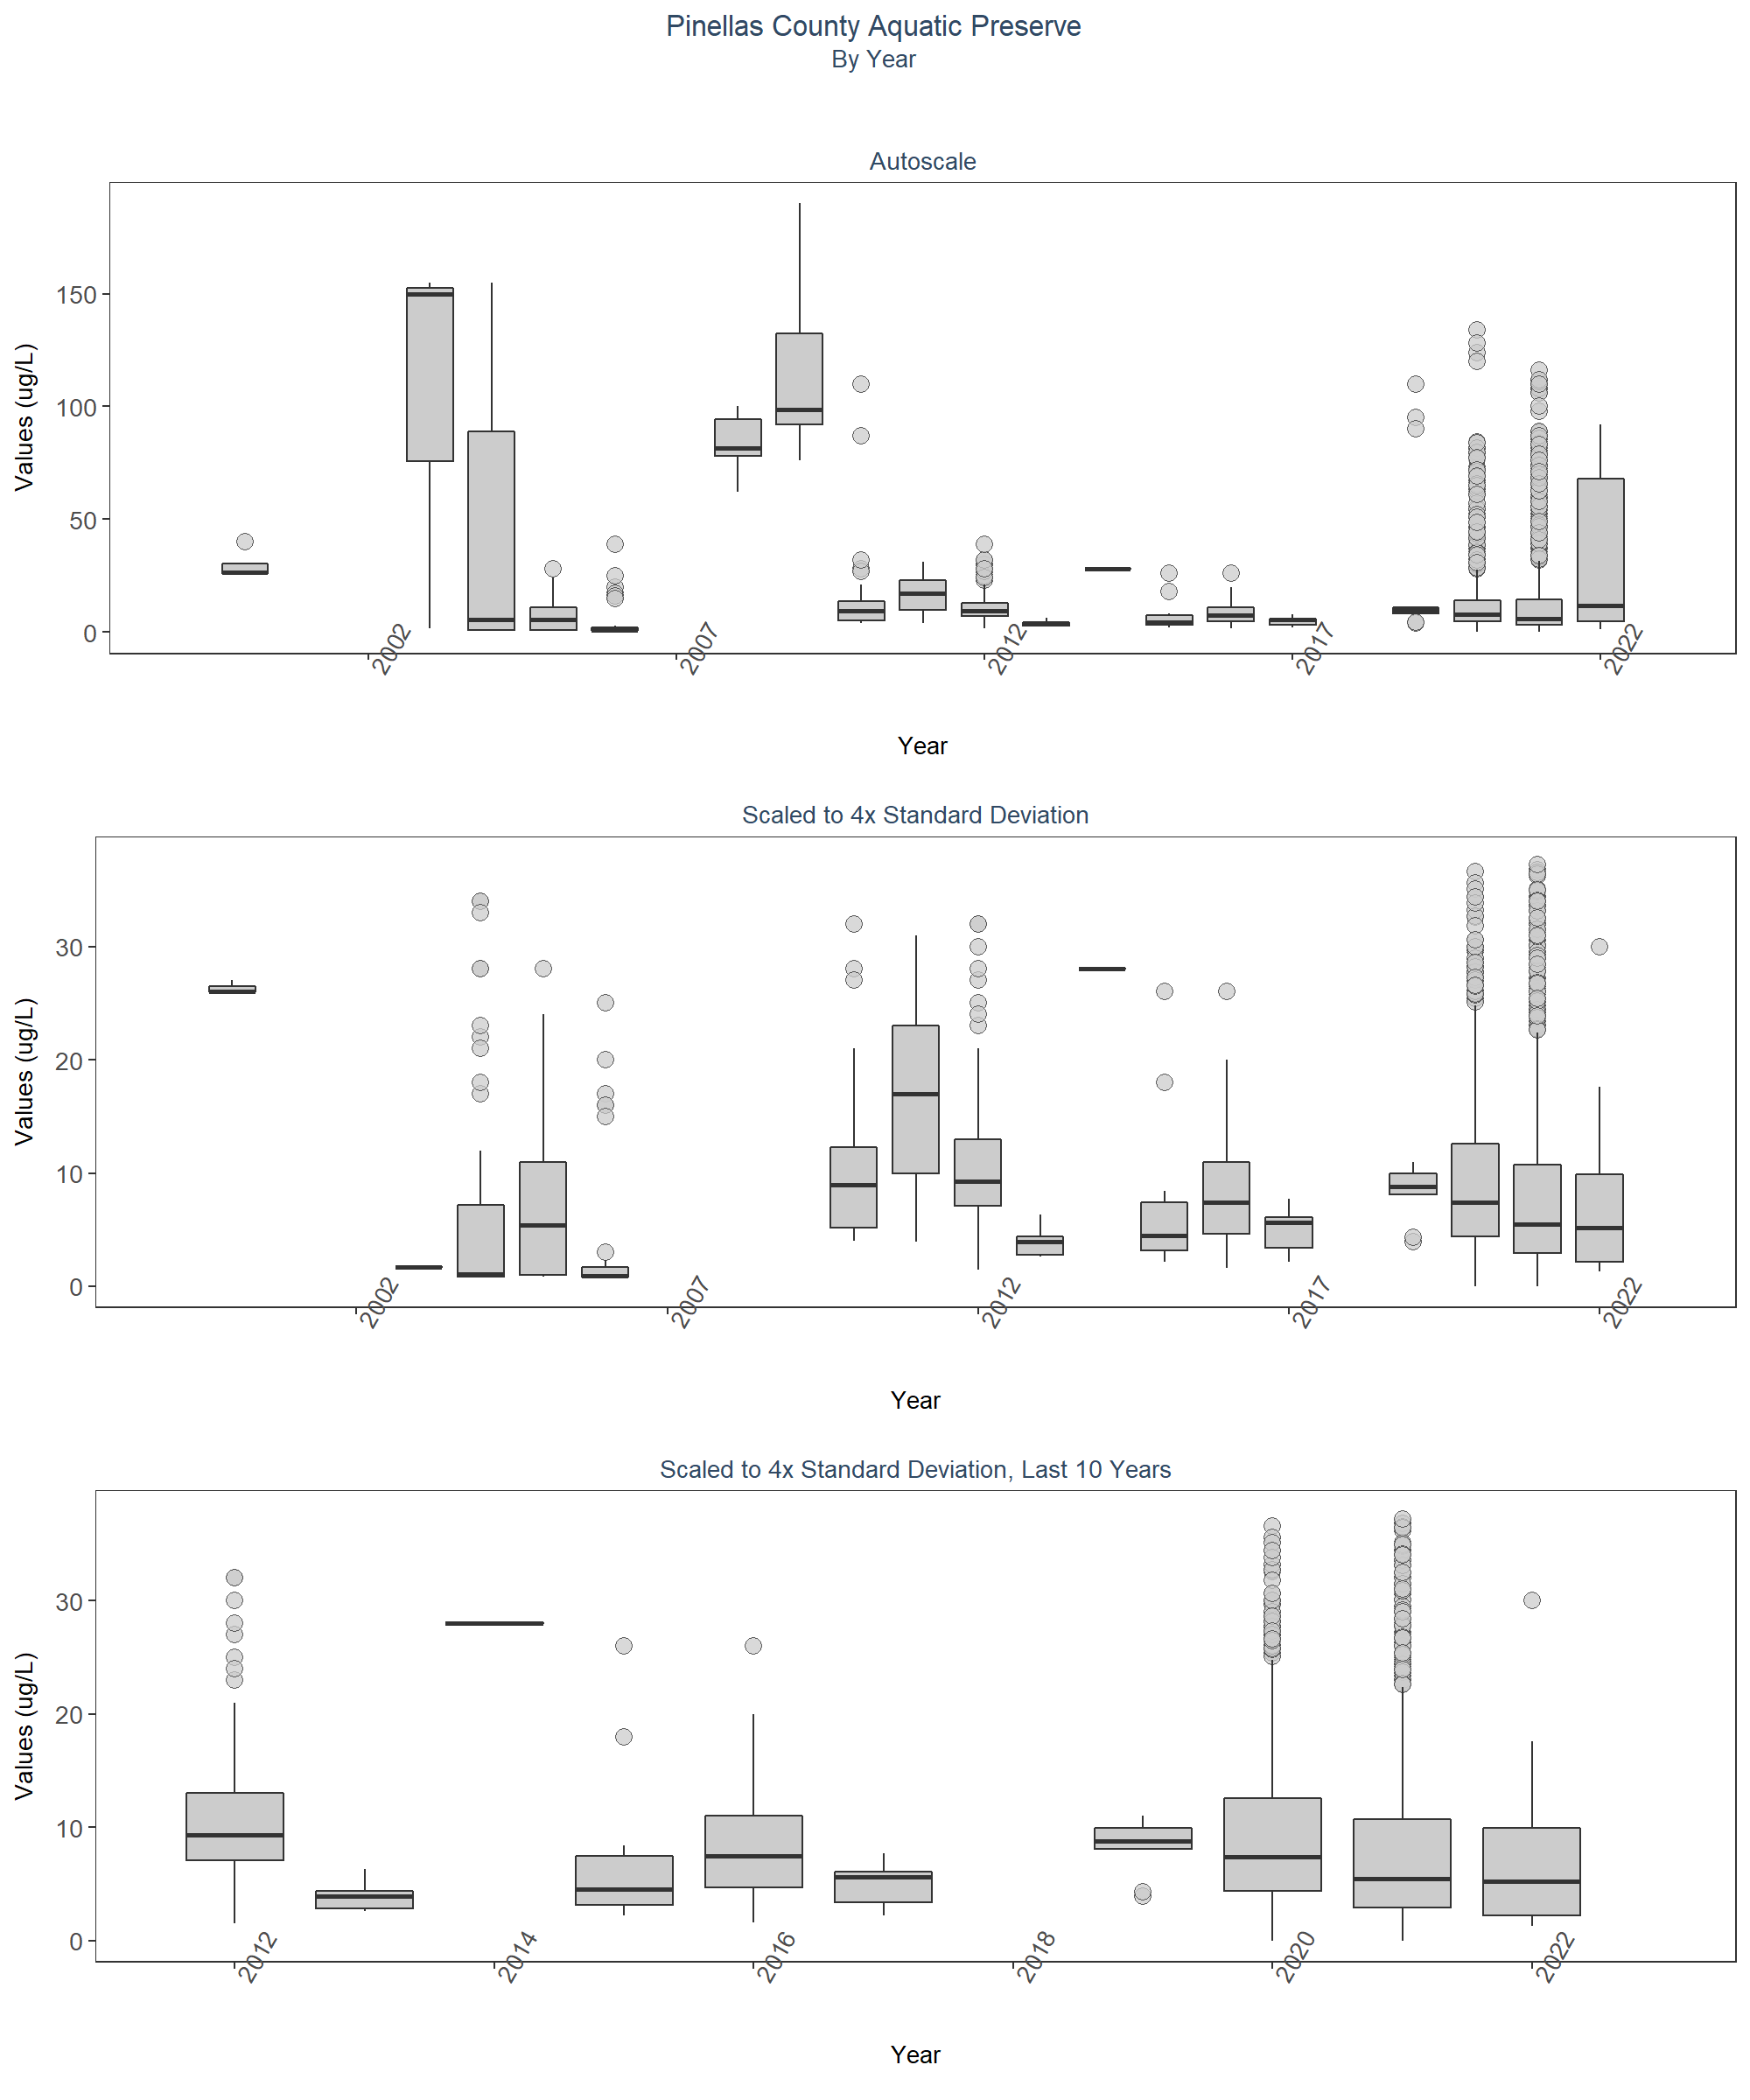 Pinellas County Aquatic Preserve
By Year
Autoscale
Values (ug/L)
150
100
50
0
2002
2007
2012
2017
2022
Year
Scaled to 4x Standard Deviation
Values (ug/L)
30
20
10
0
2002
2007
2012
2017
2022
Year
Scaled to 4x Standard Deviation, Last 10 Years
Values (ug/L)
30
20
10
0
2012
2014
2016
2018
2020
2022
Year